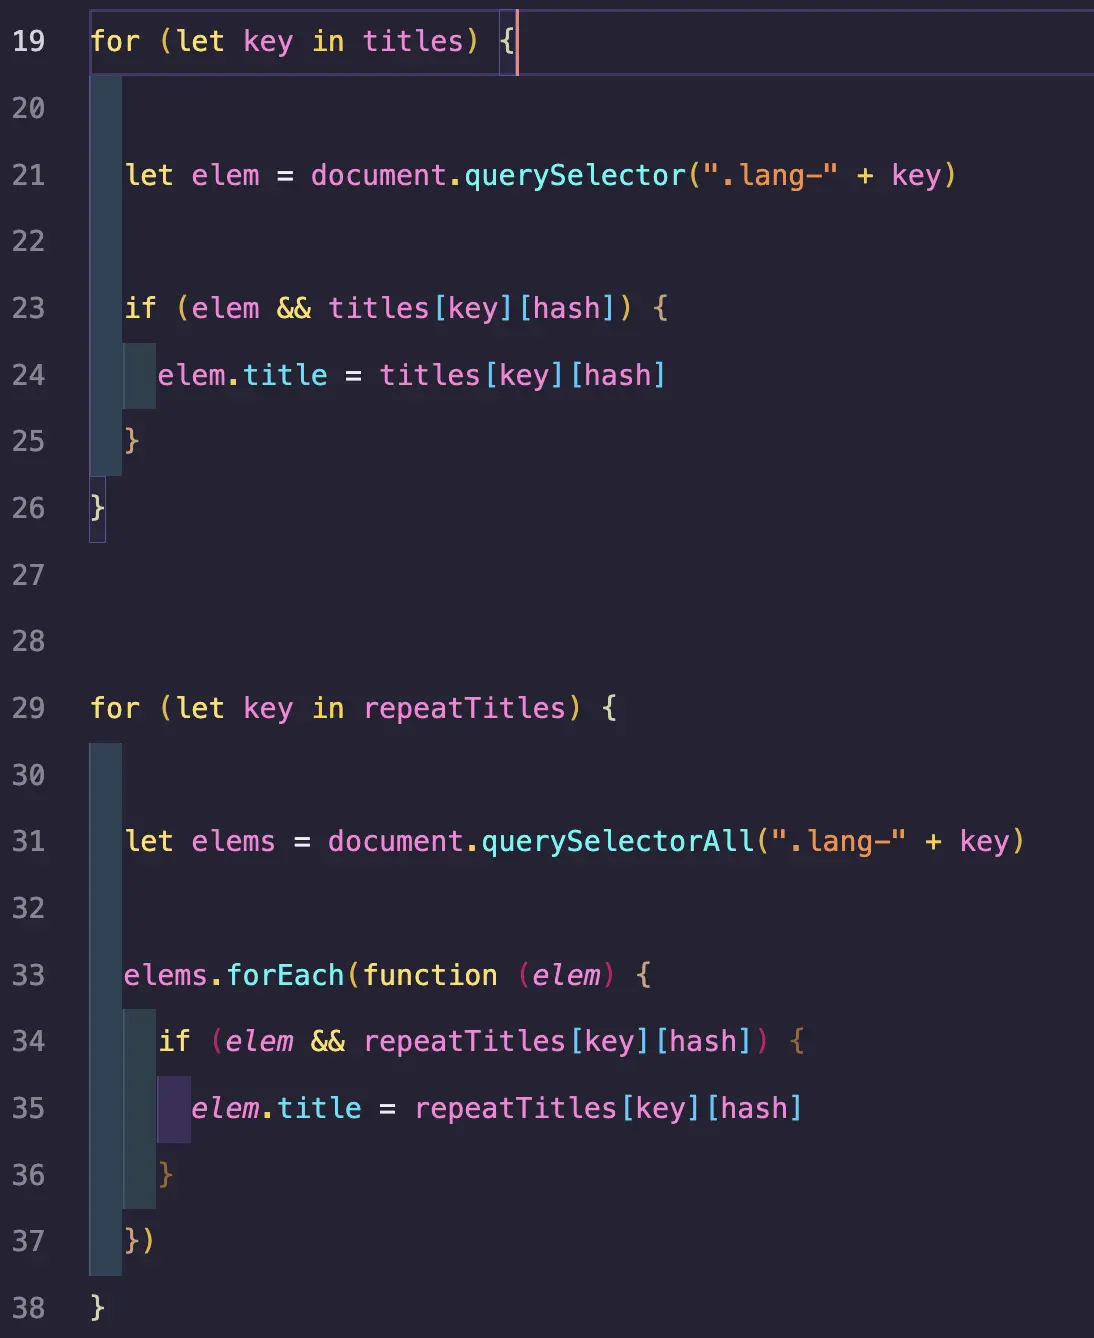 19 for (let key in titles) {
20
21 let elem = document.querySelector(".lang-" + key)
22
23 if (elem && titles[key][hash]) {
24 elem.title = titles[key][hash]
25 }
26 }
27
28
29 for (let key in repeatTitles) {
30
31 let elems = document.querySelectorAll(".lang-" + key)
32
33 elems.forEach(function (elem) {
34 if (elem && repeatTitles[key][hash]) {
35 elem.title = repeatTitles[key][hash]
36 }
37 })
38 }